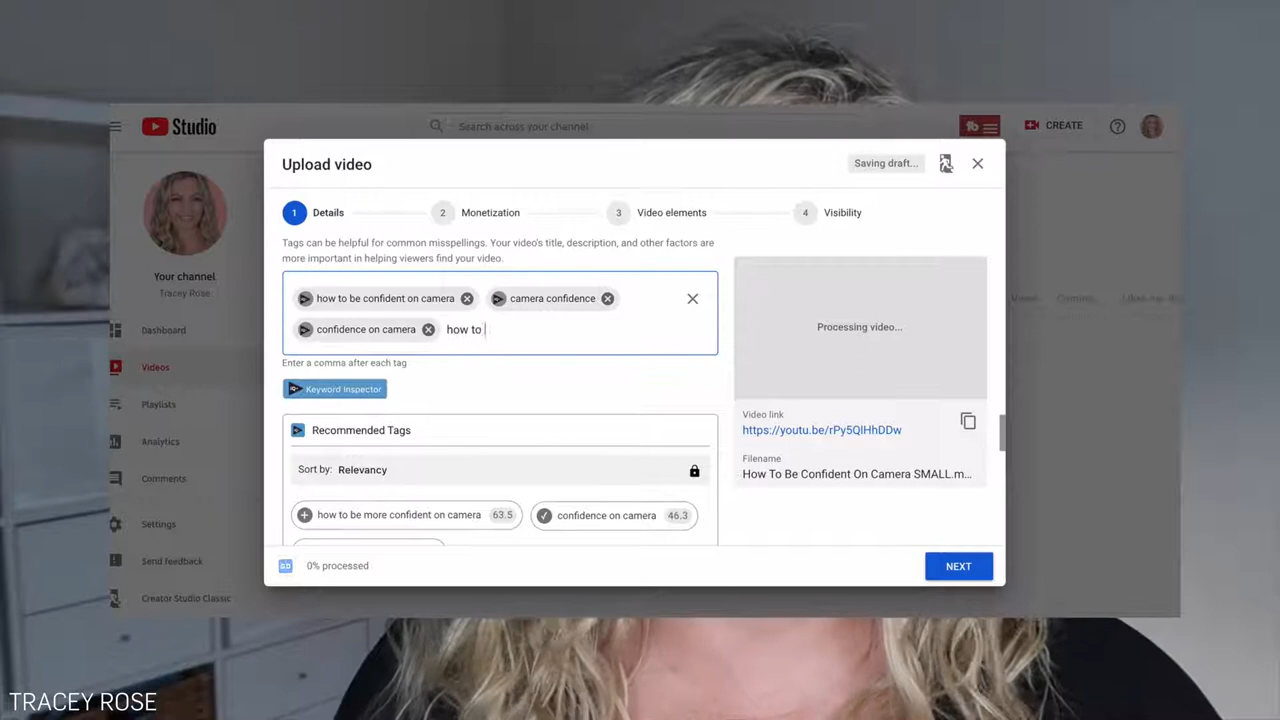 Studio
Search across your channel
CREATE
Upload video
Saving draft...
1 Details
2 Monetization
3 Video elements
4 Visibility
Tags can be helpful for common misspellings. Your video's title, description, and other factors are
more important in helping viewers find your video.
how to be confident on camera
camera confidence
confidence on camera
how to
Enter a comma after each tag
Keyword Inspector
Recommended Tags
Sort by: Relevancy
how to be more confident on camera 63.5
confidence on camera 46.3
0% processed
Processing video...
Video link
https://youtu.be/rPy5QlHhDDw
Filename
How To Be Confident On Camera SMALL.m...
NEXT
Your channel
Tracey Rose
Dashboard
Videos
Playlists
Analytics
Comments
Settings
Send feedback
Creator Studio Classic
TRACEY ROSE